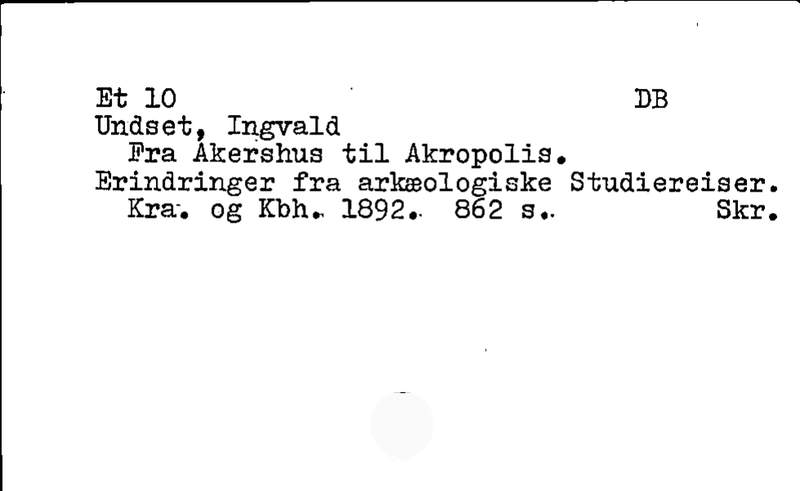 Et 10 DB
Undset, Ingvald
Fra Akershus til Akropolis.
Erindringer fra arkæologiske Studiereiser.
Kra. og Kbh. 1892. 862 s. Skr.